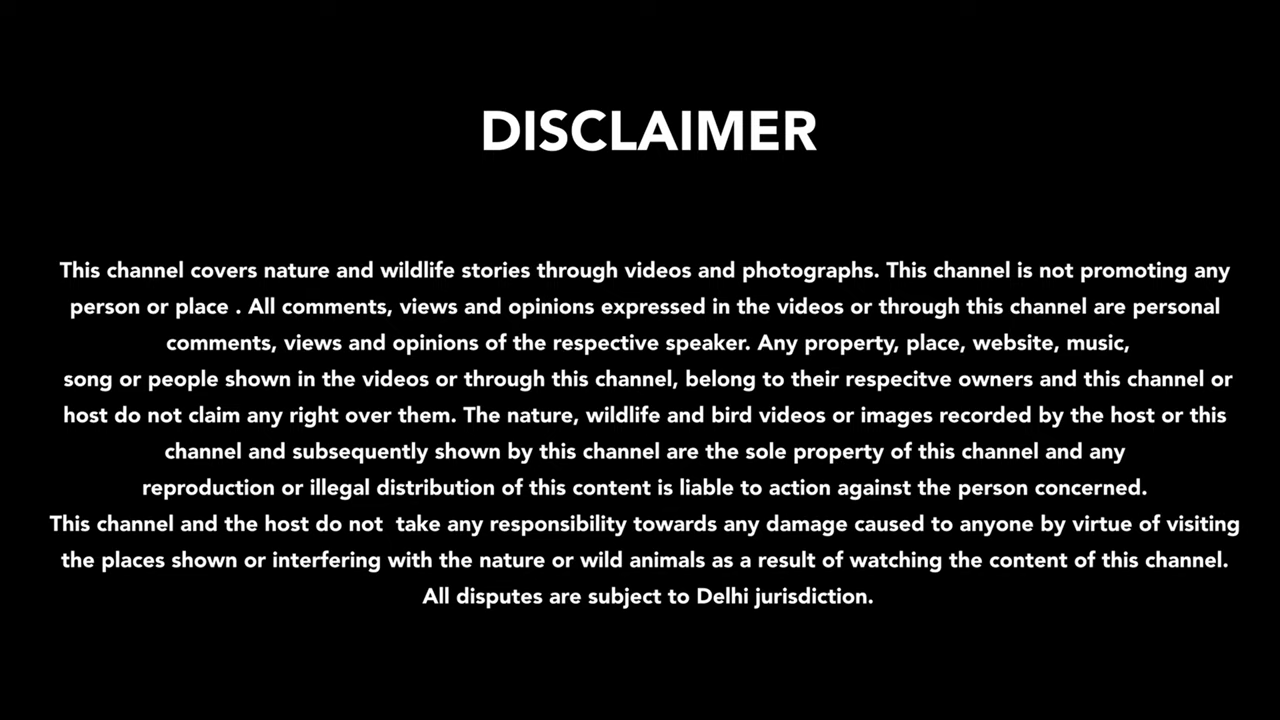 DISCLAIMER
This channel covers nature and wildlife stories through videos and photographs. This channel is not promoting any
person or place . All comments, views and opinions expressed in the videos or through this channel are personal
comments, views and opinions of the respective speaker. Any property, place, website, music,
song or people shown in the videos or through this channel, belong to their respecitve owners and this channel or
host do not claim any right over them. The nature, wildlife and bird videos or images recorded by the host or this
channel and subsequently shown by this channel are the sole property of this channel and any
reproduction or illegal distribution of this content is liable to action against the person concerned.
This channel and the host do not  take any responsibility towards any damage caused to anyone by virtue of visiting
the places shown or interfering with the nature or wild animals as a result of watching the content of this channel.
All disputes are subject to Delhi jurisdiction.